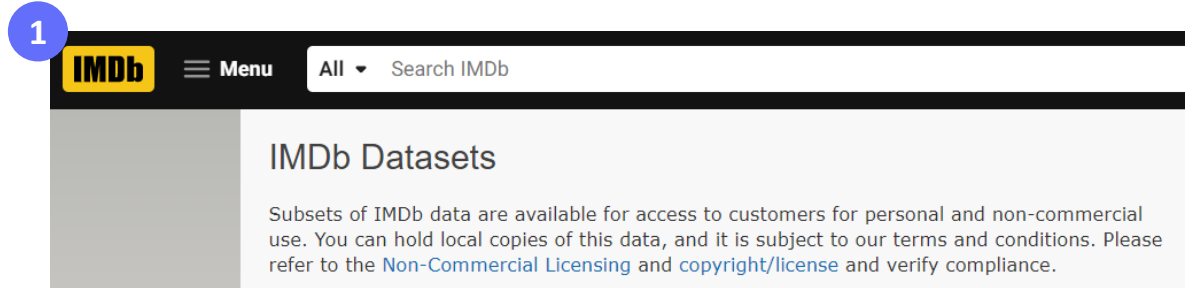 1
IMDb Menu All Search IMDb
IMDb Datasets
Subsets of IMDb data are available for access to customers for personal and non-commercial
use. You can hold local copies of this data, and it is subject to our terms and conditions. Please
refer to the Non-Commercial Licensing and copyright/license and verify compliance.